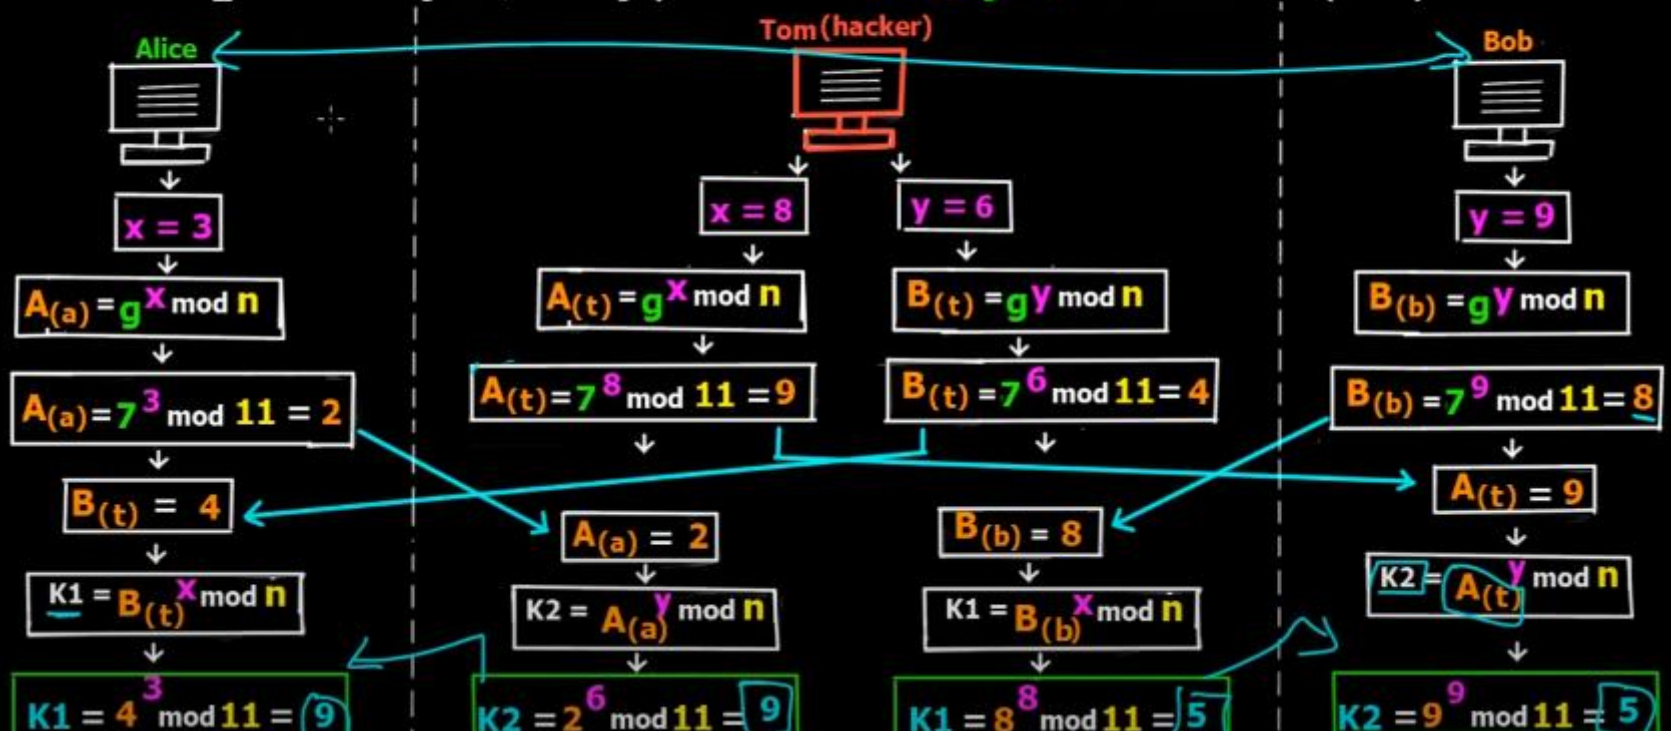 Alice
Tom (hacker)
Bob
x = 3
x = 8
y = 6
y = 9
A(a) = g^x mod n
A(t) = g^x mod n
B(t) = g^y mod n
B(b) = g^y mod n
A(a) = 7^3 mod 11 = 2
A(t) = 7^8 mod 11 = 9
B(t) = 7^6 mod 11 = 4
B(b) = 7^9 mod 11 = 8
B(t) = 4
A(a) = 2
B(b) = 8
A(t) = 9
K1 = B(t)^x mod n
K2 = A(a)^y mod n
K1 = B(b)^x mod n
K2 = A(t)^y mod n
K1 = 4^3 mod 11 = 9
K2 = 2^6 mod 11 = 9
K1 = 8^8 mod 11 = 5
K2 = 9^9 mod 11 = 5